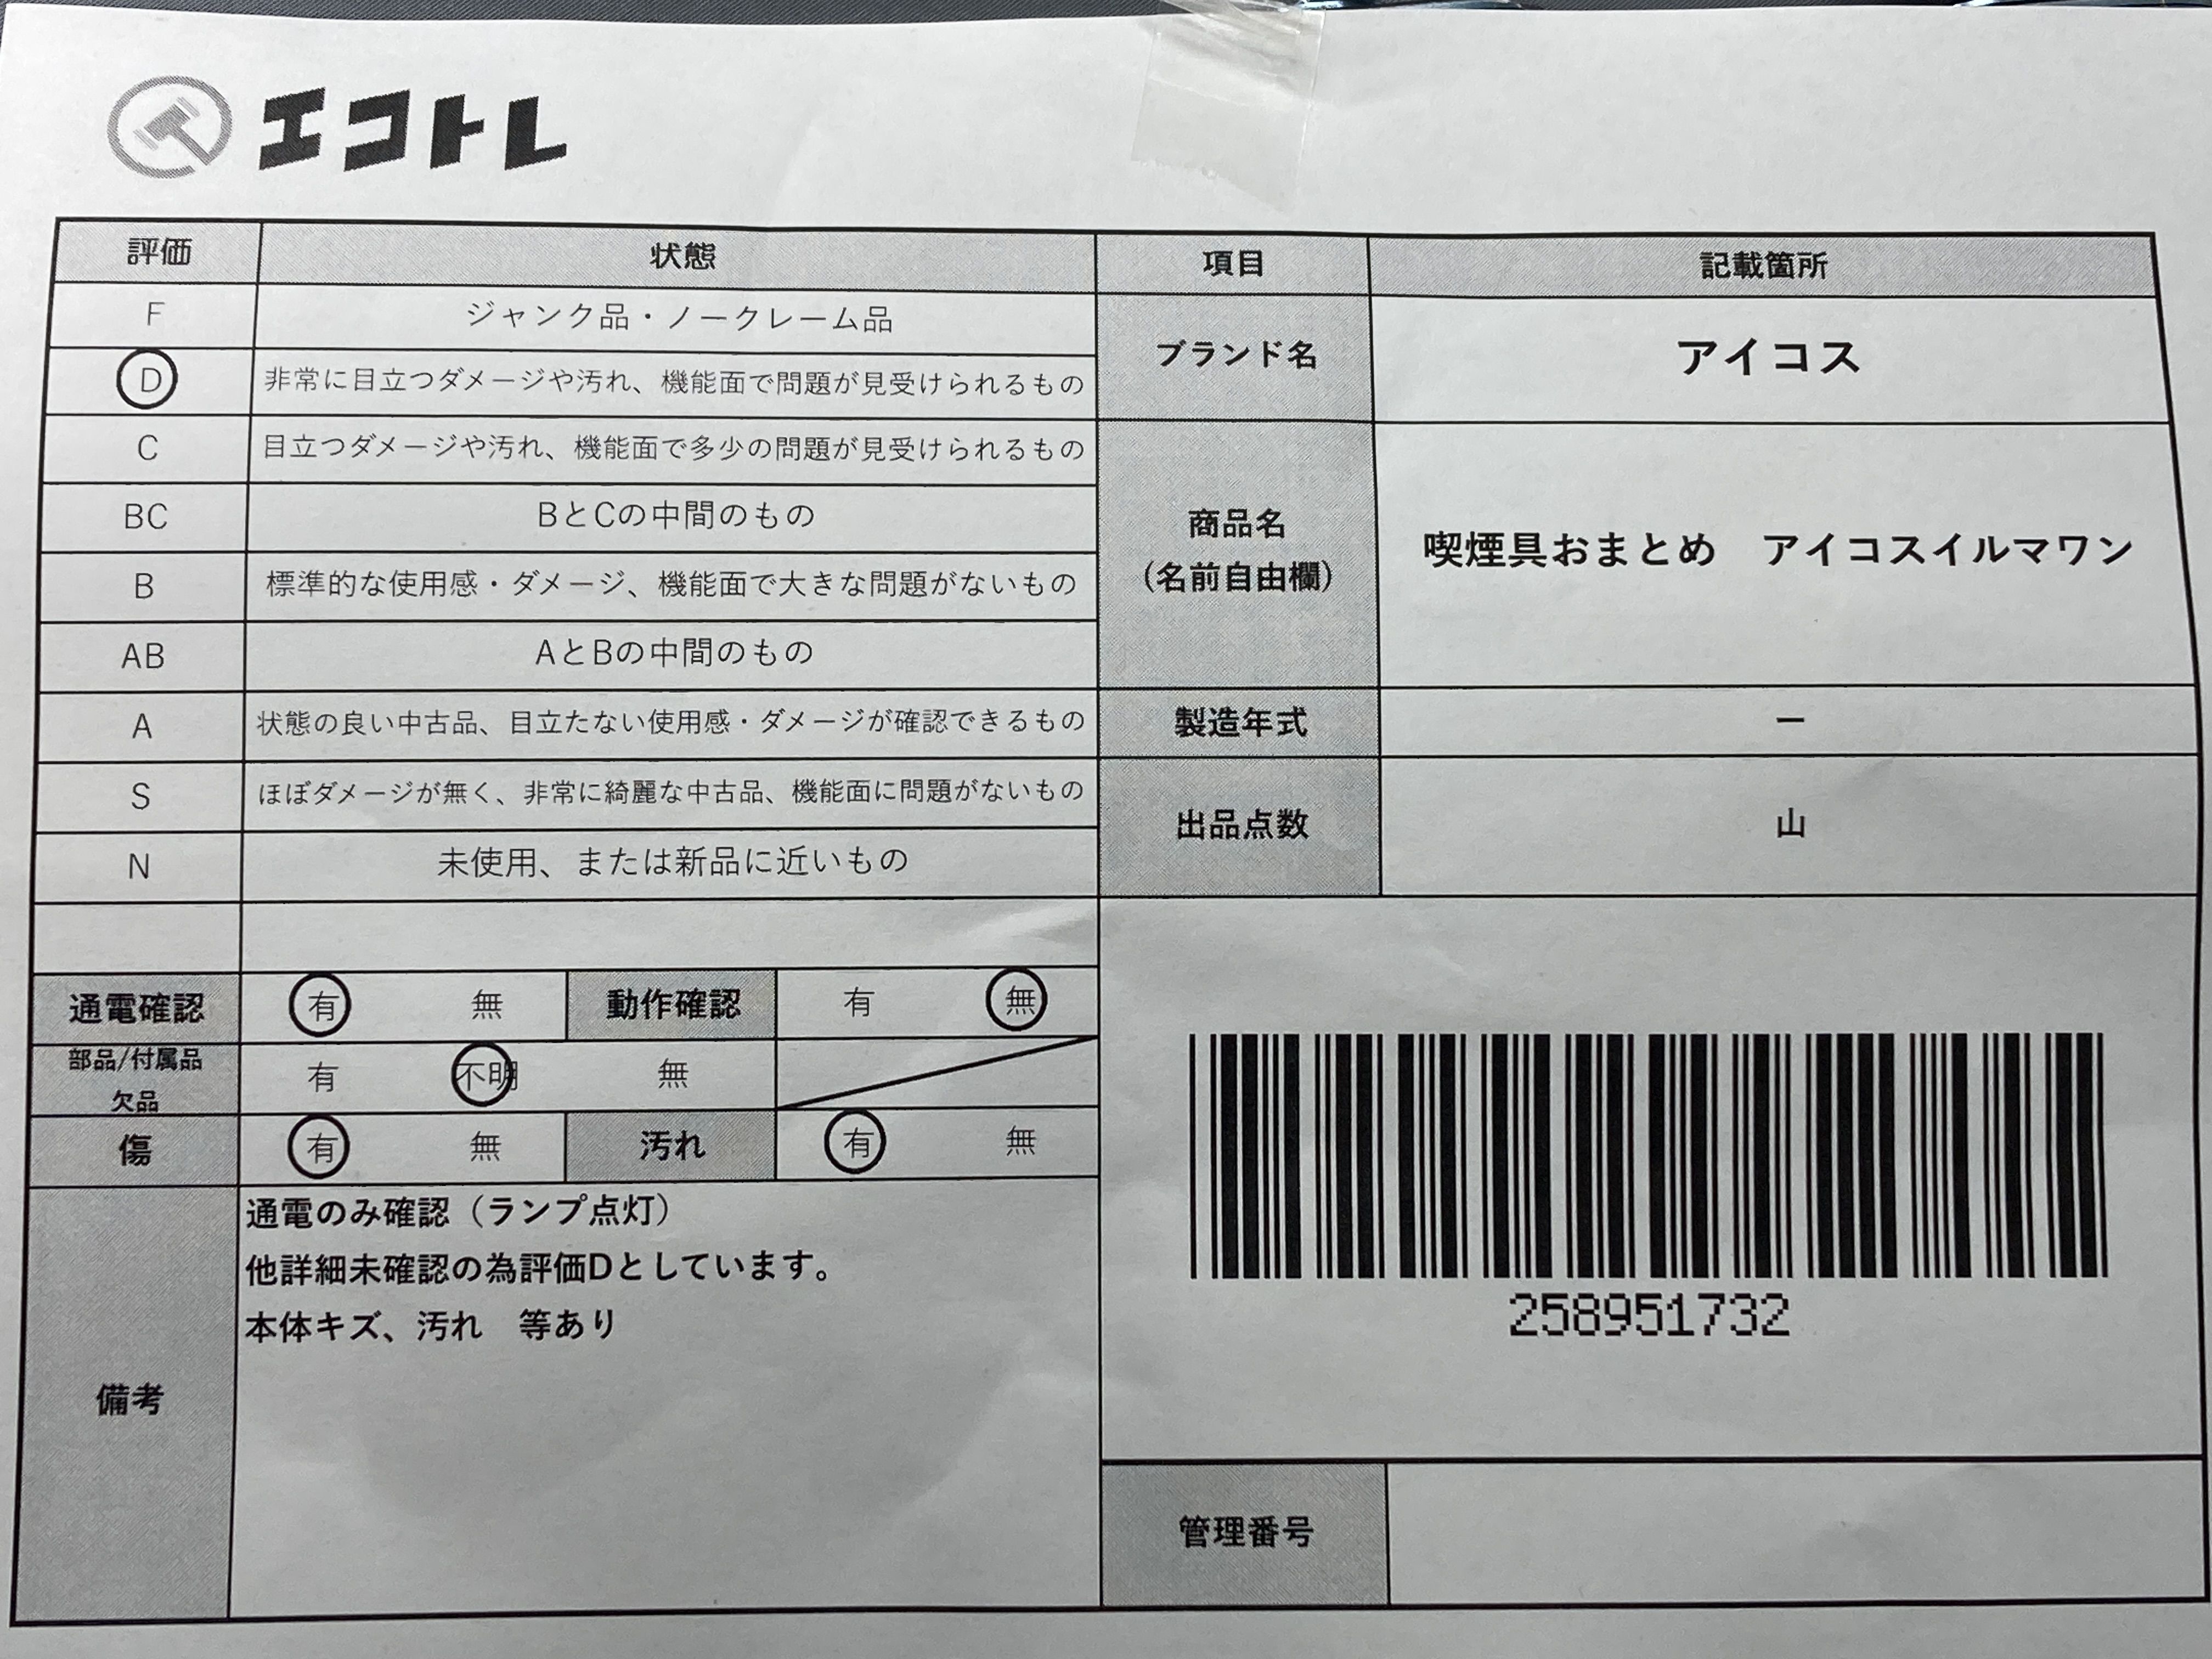 エコトレ
評価 状態 項目 記載箇所
F ジャンク品・ノークレーム品
D 非常に目立つダメージや汚れ、機能面で問題が見受けられるもの
ブランド名 アイコス
C 目立つダメージや汚れ、機能面で多少の問題が見受けられるもの
BC BとCの中間のもの
商品名
(名前自由欄)
喫煙具おまとめ　アイコスイルマワン
B 標準的な使用感・ダメージ、機能面で大きな問題がないもの
AB AとBの中間のもの
A 状態の良い中古品、目立たない使用感・ダメージが確認できるもの
製造年式 ー
S ほぼダメージが無く、非常に綺麗な中古品、機能面に問題がないもの
出品点数 山
N 未使用、または新品に近いもの
通電確認 有 無 動作確認 有 無
部品/付属品
欠品
有 不明 無
傷 有 無 汚れ 有 無
備考
通電のみ確認（ランプ点灯）
他詳細未確認の為評価Dとしています。
本体キズ、汚れ　等あり
258951732
管理番号